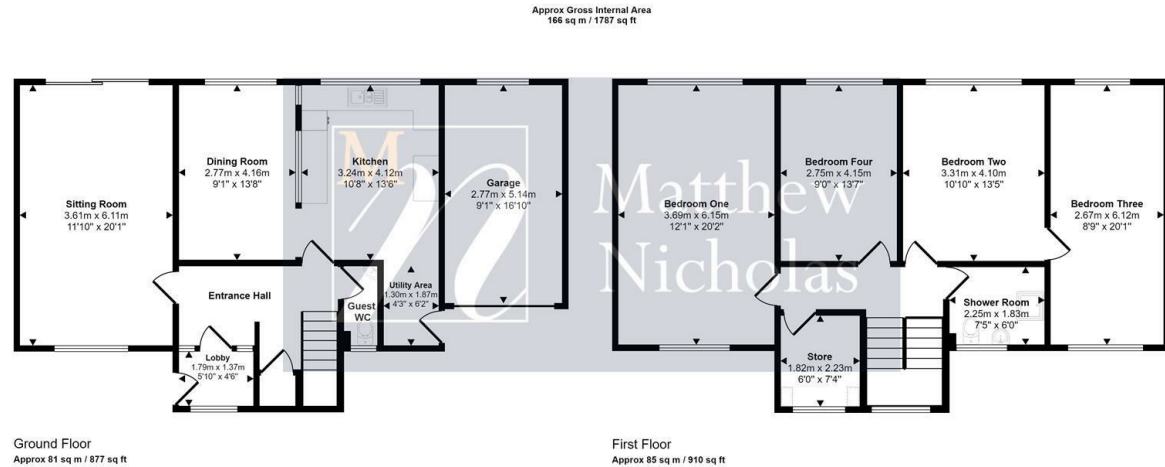 Approx Gross Internal Area
166 sq m / 1787 sq ft
Sitting Room
3.61m x 6.11m
11'10" x 20'1"
Dining Room
2.77m x 4.16m
9'1" x 13'8"
Kitchen
3.24m x 4.12m
10'8" x 13'6"
Garage
2.77m x 5.14m
9'1" x 16'10"
Utility Area
1.30m x 1.87m
4'3" x 6'2"
Entrance Hall
Guest
WC
Lobby
1.79m x 1.37m
5'10" x 4'6"
Ground Floor
Approx 81 sq m / 877 sq ft
M
n
Matthew
Nicholas
Bedroom One
3.69m x 6.15m
12'1" x 20'2"
Bedroom Four
2.75m x 4.15m
9'0" x 13'7"
Bedroom Two
3.31m x 4.10m
10'10" x 13'5"
Bedroom Three
2.67m x 6.12m
8'9" x 20'1"
Shower Room
2.25m x 1.83m
7'5" x 6'0"
Store
1.82m x 2.23m
6'0" x 7'4"
First Floor
Approx 85 sq m / 910 sq ft